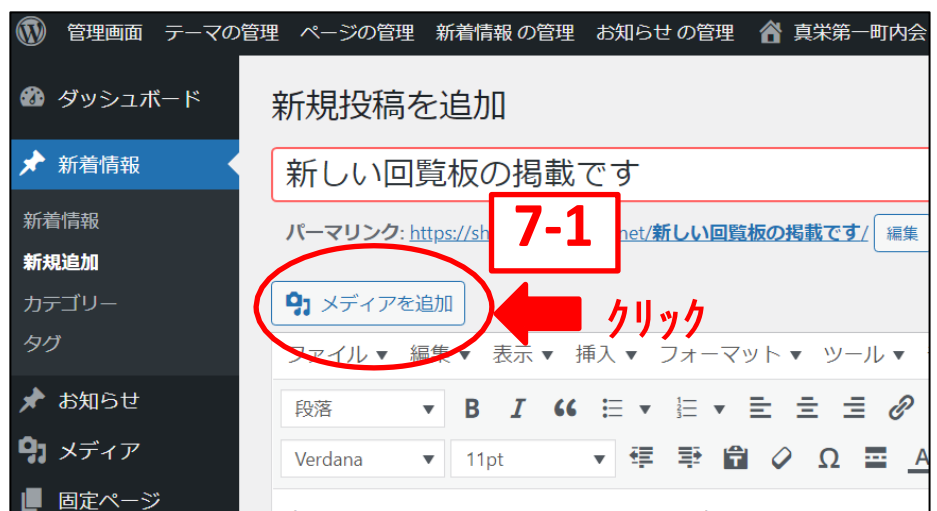 管理画面 テーマの管理 ページの管理 新着情報 の管理 お知らせ の管理 真栄第一町内会
ダッシュボード
新規投稿を追加
新着情報
新しい回覧板の掲載です
7-1
新着情報
パーマリンク: https://sh net/新しい回覧板の掲載です/ 編集
新規追加
カテゴリー
メディアを追加
クリック
タグ
ファイル 編集 表示 挿入 フォーマット ツール
お知らせ
段落 B I
メディア
Verdana 11pt Ω A
固定ページ